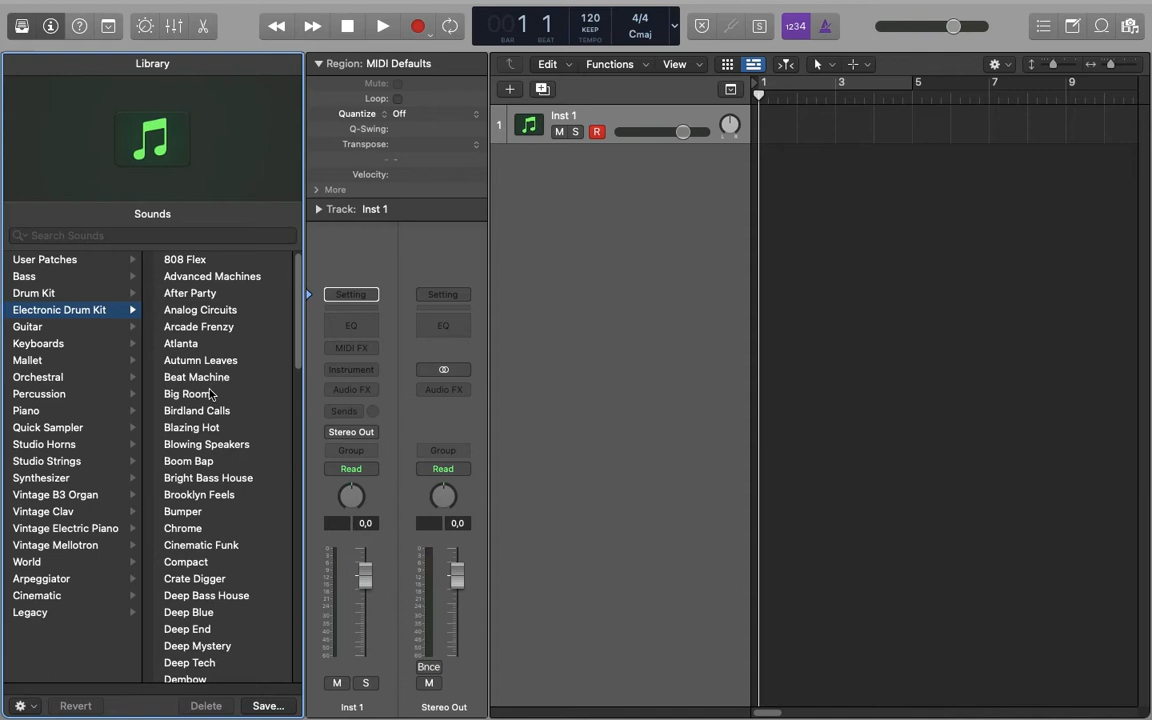 001 1
BAR BEAT
120
KEEP
TEMPO
4/4
Cmaj
1234
S
Library
Sounds
Search Sounds
User Patches
Bass
Drum Kit
Electronic Drum Kit
Guitar
Keyboards
Mallet
Orchestral
Percussion
Piano
Quick Sampler
Studio Horns
Studio Strings
Synthesizer
Vintage B3 Organ
Vintage Clav
Vintage Electric Piano
Vintage Mellotron
World
Arpeggiator
Cinematic
Legacy
808 Flex
Advanced Machines
After Party
Analog Circuits
Arcade Frenzy
Atlanta
Autumn Leaves
Beat Machine
Big Room
Birdland Calls
Blazing Hot
Blowing Speakers
Boom Bap
Bright Bass House
Brooklyn Feels
Bumper
Chrome
Cinematic Funk
Compact
Crate Digger
Deep Bass House
Deep Blue
Deep End
Deep Mystery
Deep Tech
Dembow
Revert Delete Save...
Region: MIDI Defaults
Mute:
Loop:
Quantize Off
Q-Swing:
Transpose:
Velocity:
More
Track: Inst 1
Setting Setting
EQ EQ
MIDI FX
Instrument
Audio FX Audio FX
Sends
Stereo Out
Group Group
Read Read
0,0 0,0
Bnce
M S M
Inst 1 Stereo Out
Edit Functions View
1 3 5 7 9
1 Inst 1
M S R
L R